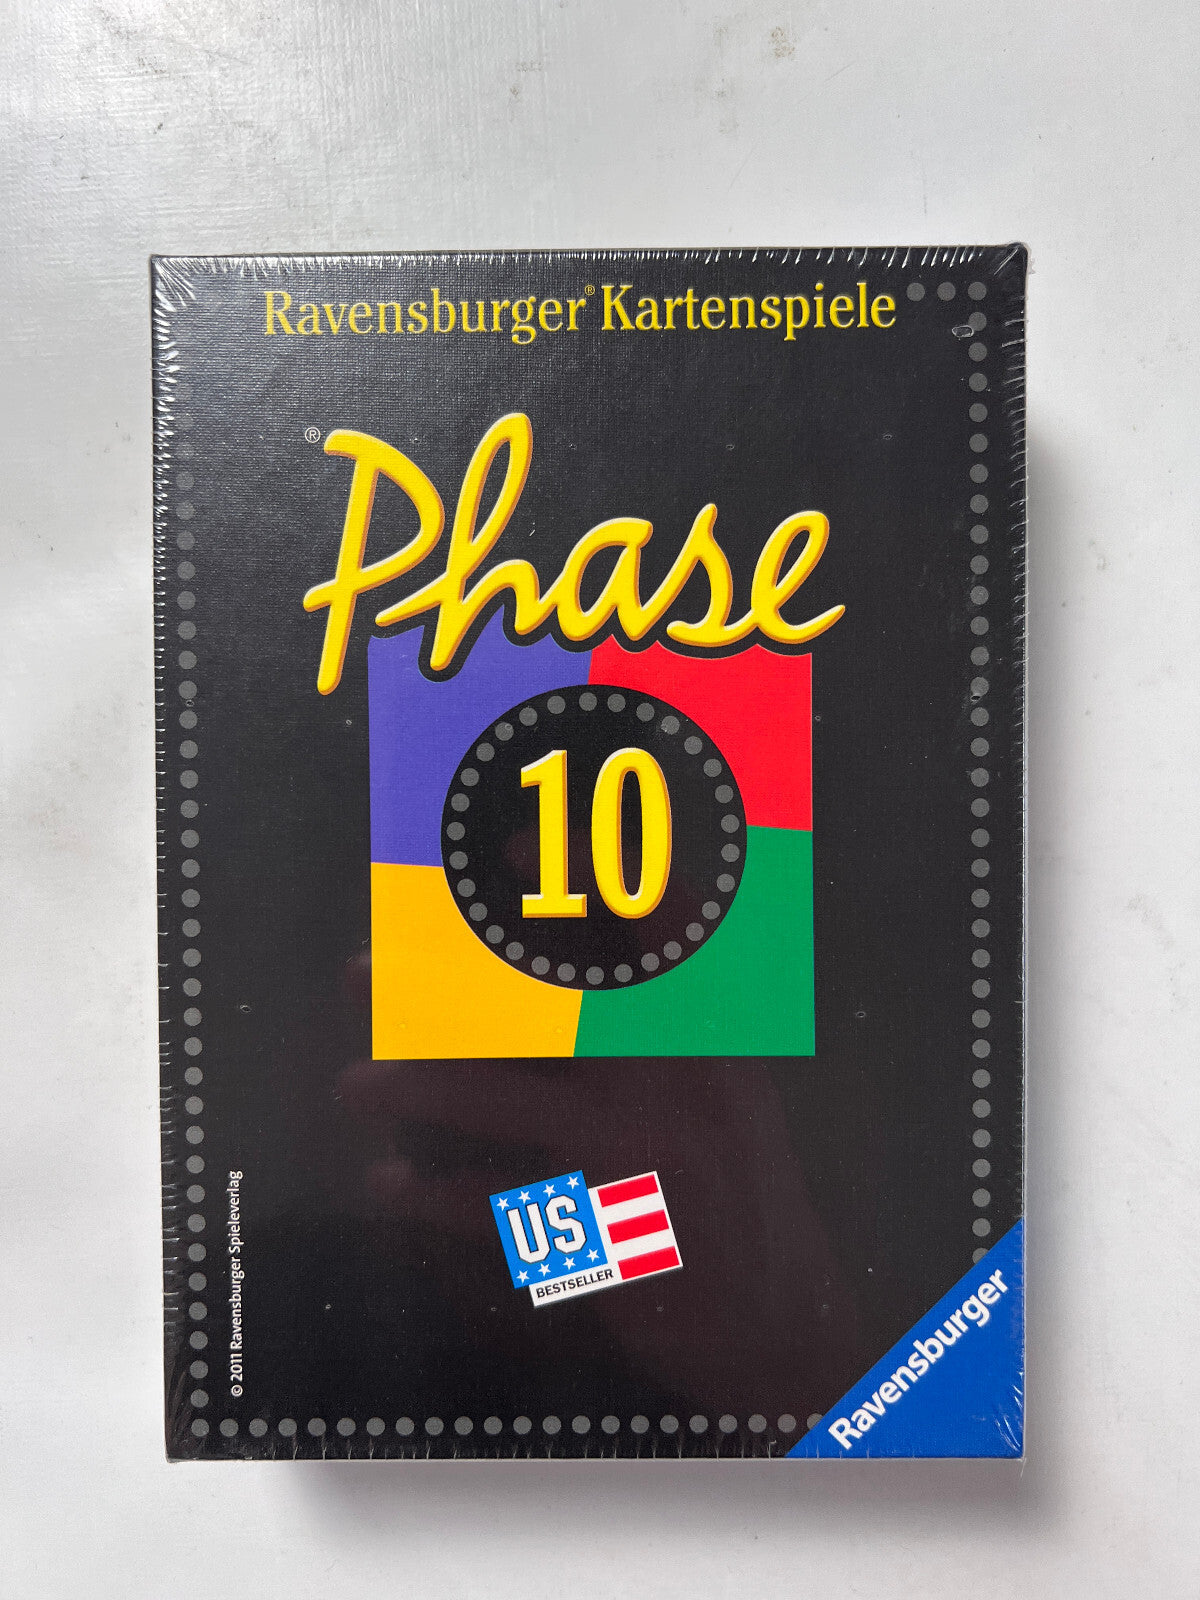 Ravensburger® Kartenspiele
®
Phase
10
US
BESTSELLER
© 2011 Ravensburger Spieleverlag
Ravensburger